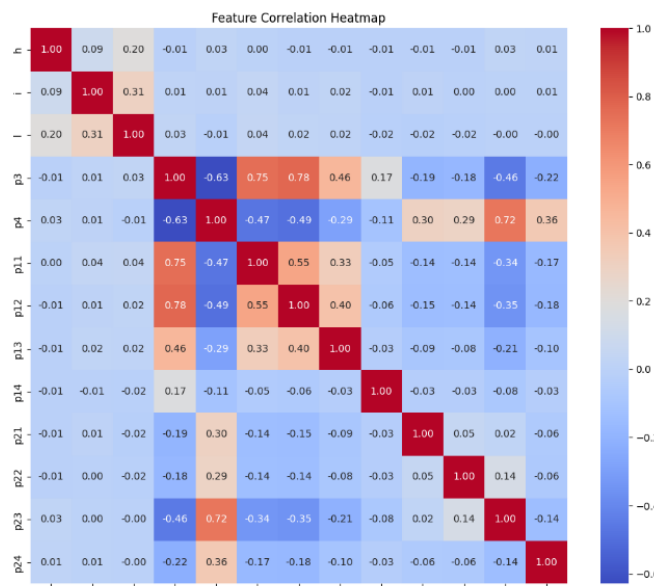 Feature Correlation Heatmap
h 1.00 0.09 0.20 -0.01 0.03 0.00 -0.01 -0.01 -0.01 -0.01 -0.01 0.03 0.01
i 0.09 1.00 0.31 0.01 0.01 0.04 0.01 0.02 -0.01 0.01 0.00 0.00 0.01
l 0.20 0.31 1.00 0.03 -0.01 0.04 0.02 0.02 -0.02 -0.02 -0.02 -0.00 -0.00
p3 -0.01 0.01 0.03 1.00 -0.63 0.75 0.78 0.46 0.17 -0.19 -0.18 -0.46 -0.22
p4 0.03 0.01 -0.01 -0.63 1.00 -0.47 -0.49 -0.29 -0.11 0.30 0.29 0.72 0.36
p11 0.00 0.04 0.04 0.75 -0.47 1.00 0.55 0.33 -0.05 -0.14 -0.14 -0.34 -0.17
p12 -0.01 0.01 0.02 0.78 -0.49 0.55 1.00 0.40 -0.06 -0.15 -0.14 -0.35 -0.18
p13 -0.01 0.02 0.02 0.46 -0.29 0.33 0.40 1.00 -0.03 -0.09 -0.08 -0.21 -0.10
p14 -0.01 -0.01 -0.02 0.17 -0.11 -0.05 -0.06 -0.03 1.00 -0.03 -0.03 -0.08 -0.03
p21 -0.01 0.01 -0.02 -0.19 0.30 -0.14 -0.15 -0.09 -0.03 1.00 0.05 0.02 -0.06
p22 -0.01 0.00 -0.02 -0.18 0.29 -0.14 -0.14 -0.08 -0.03 0.05 1.00 0.14 -0.06
p23 0.03 0.00 -0.00 -0.46 0.72 -0.34 -0.35 -0.21 -0.08 0.02 0.14 1.00 -0.14
p24 0.01 0.01 -0.00 -0.22 0.36 -0.17 -0.18 -0.10 -0.03 -0.06 -0.06 -0.14 1.00
1.0
0.8
0.6
0.4
0.2
0.0